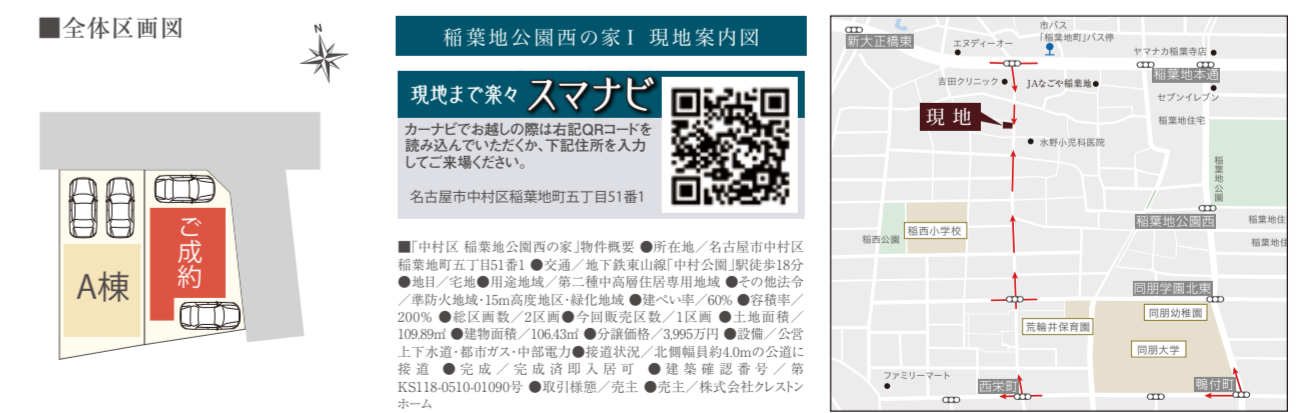 ■全体区画図
N
A棟
ご成約
稲葉地公園西の家Ⅰ 現地案内図
現地まで楽々 スマナビ
カーナビでお越しの際は右記QRコードを
読み込んでいただくか、下記住所を入力
してご来場ください。
名古屋市中村区稲葉地町五丁目51番1
■「中村区 稲葉地公園西の家」物件概要 ●所在地／名古屋市中村区
稲葉地町五丁目51番1 ●交通／地下鉄東山線「中村公園」駅徒歩18分
●地目／宅地●用途地域／第二種中高層住居専用地域 ●その他法令
／準防火地域・15m高度地区・緑化地域 ●建ぺい率／60% ●容積率／
200% ●総区画数／2区画●今回販売区数／1区画 ●土地面積／
109.89㎡ ●建物面積／106.43㎡ ●分譲価格／3,995万円 ●設備／公営
上下水道・都市ガス・中部電力●接道状況／北側幅員約4.0mの公道に
接道 ●完成／完成済即入居可 ●建築確認番号／第
KS118-0510-01090号 ●取引様態／売主 ●売主／株式会社クレストン
ホーム
新大正橋東
エヌディーオー
市バス
「稲葉地町」バス停
ヤマナカ稲葉寺店
稲葉地本通
吉田クリニック
JAなごや稲葉地
セブンイレブン
現地
稲葉地住宅
水野小児科医院
稲葉地公園
稲葉地公園西
稲葉地住
稲葉地住
稲西小学校
稲西公園
同朋学園北東
同朋幼稚園
荒輪井保育園
同朋大学
ファミリーマート
西栄町
鴨付町